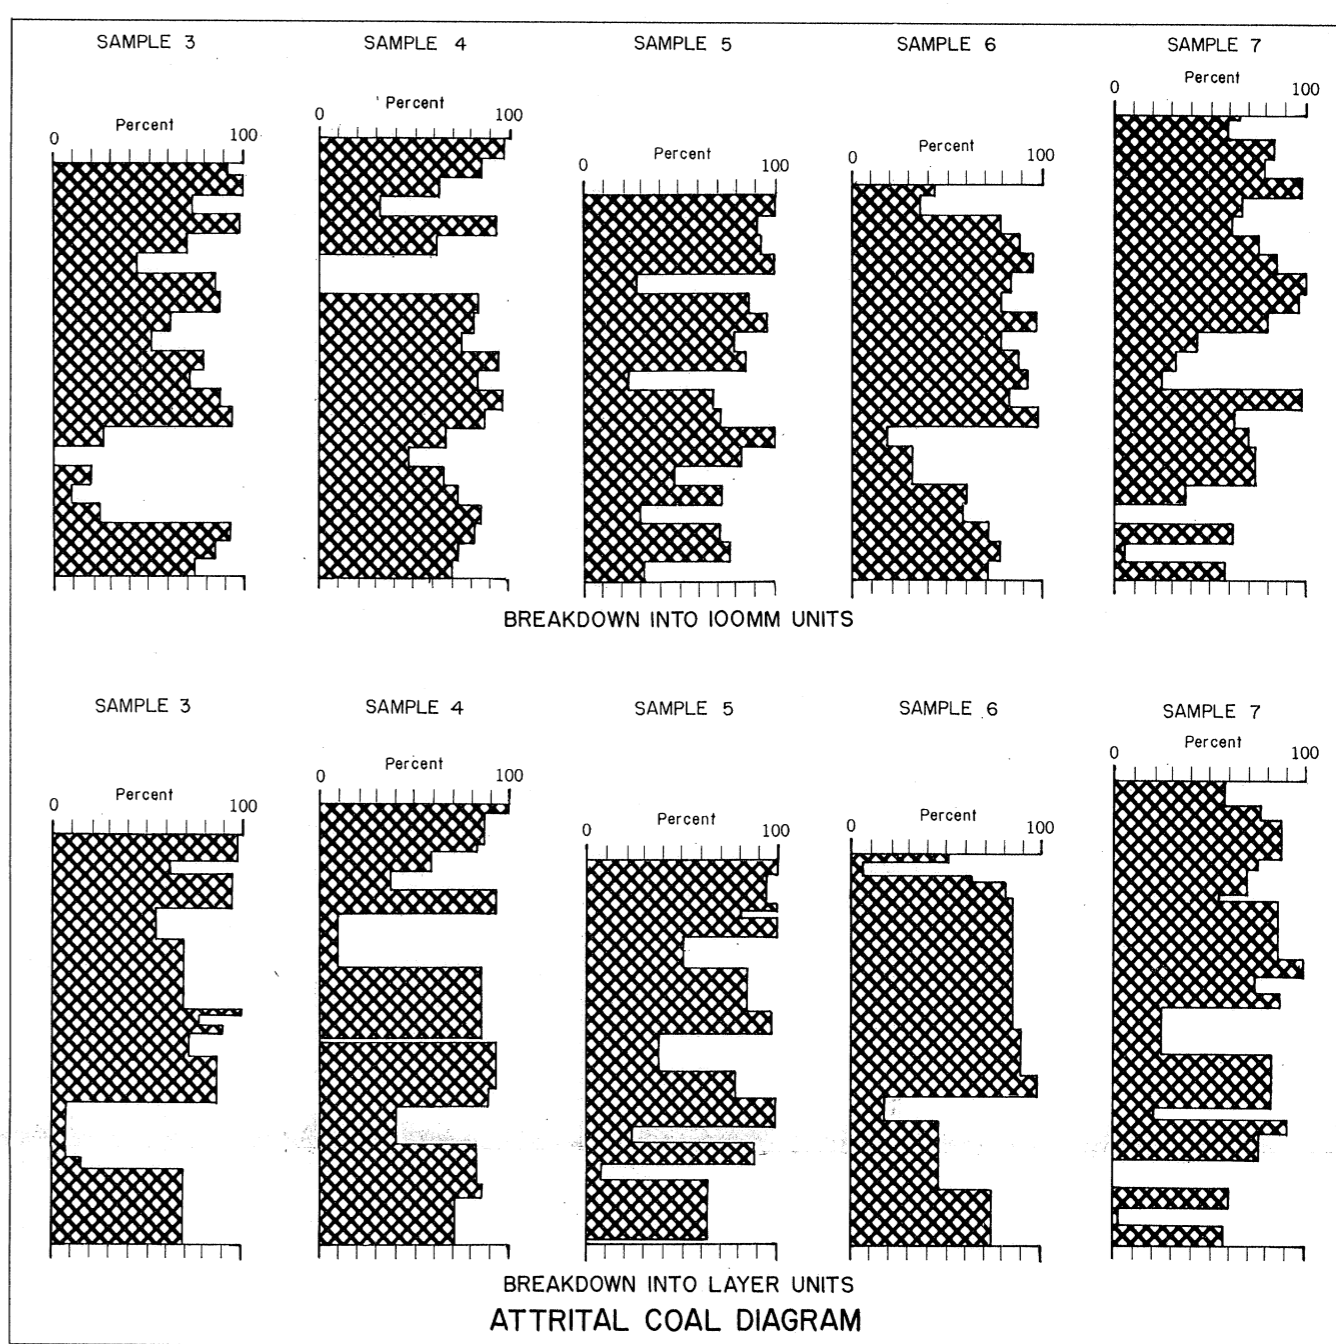 SAMPLE 3 SAMPLE 4 SAMPLE 5 SAMPLE 6 SAMPLE 7
Percent
0 100
Percent
0 100
Percent
0 100
Percent
0 100
Percent
0 100
BREAKDOWN INTO 100MM UNITS
SAMPLE 3 SAMPLE 4 SAMPLE 5 SAMPLE 6 SAMPLE 7
Percent
0 100
Percent
0 100
Percent
0 100
Percent
0 100
Percent
0 100
BREAKDOWN INTO LAYER UNITS
ATTRITAL COAL DIAGRAM